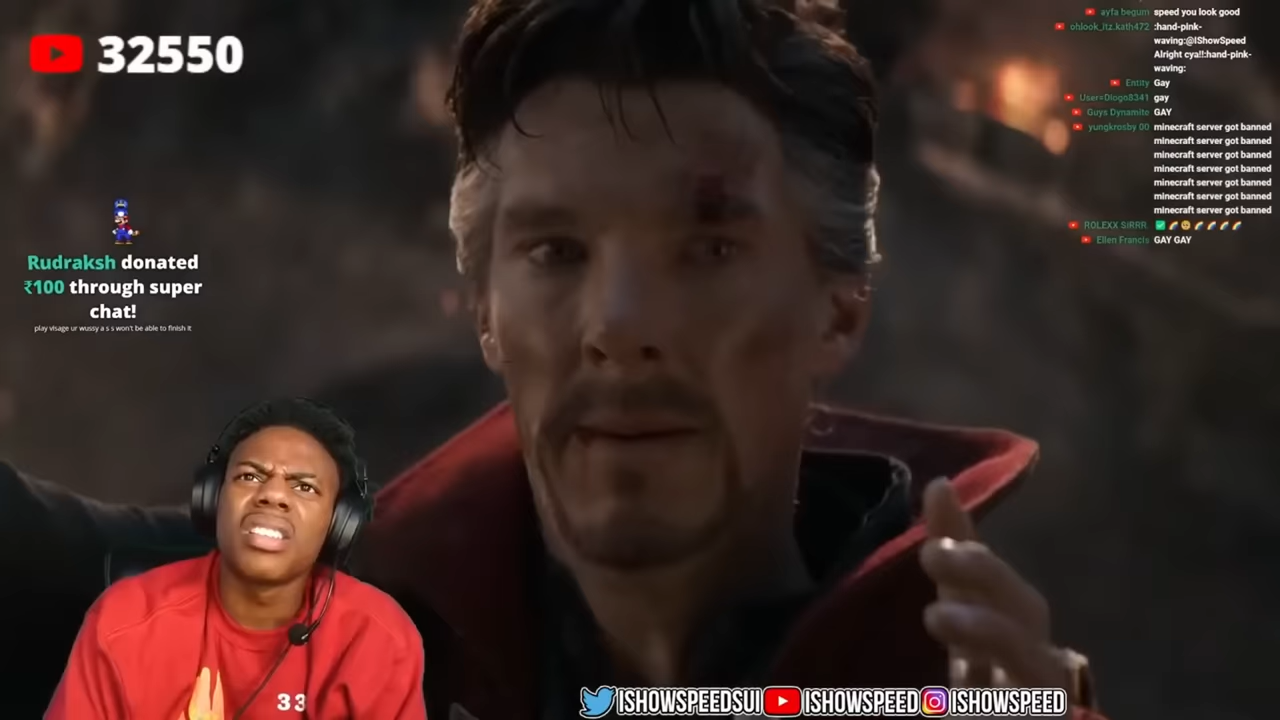 32550
Rudraksh donated
₹100 through super
chat!
play visage ur wussy a s s won't be able to finish it
ayfa begum speed you look good
ohlook_itz.kath472 :hand-pink-
waving:@IShowSpeed
Alright cya!!:hand-pink-
waving:
Entity Gay
User=Dlogn8341 gay
Guys Dynamite GAY
yungkrosby 00 minecraft server got banned
minecraft server got banned
minecraft server got banned
minecraft server got banned
minecraft server got banned
minecraft server got banned
minecraft server got banned
ROLEXX SIRRR
Ellen Francis GAY GAY
33
ISHOWSPEEDSUI ISHOWSPEED ISHOWSPEED